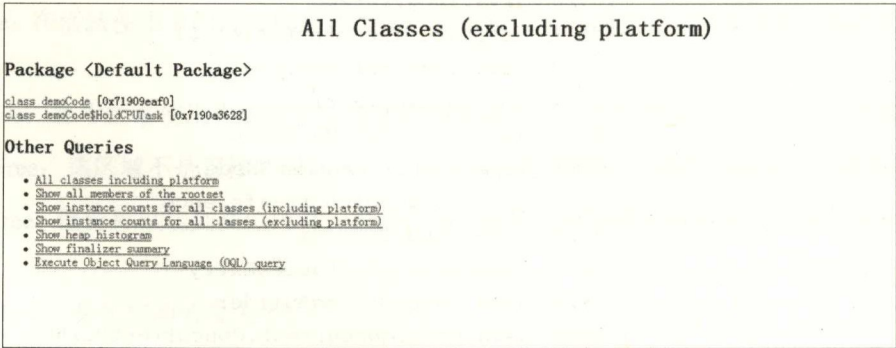 All Classes (excluding platform)
Package <Default Package>
class demoCode [0x71909eaf0]
class demoCode$HoldCPUTask [0x7190a3628]
Other Queries
All classes including platform
Show all members of the rootset
Show instance counts for all classes (including platform)
Show instance counts for all classes (excluding platform)
Show heap histogram
Show finalizer summary
Execute Object Query Language (OQL) query